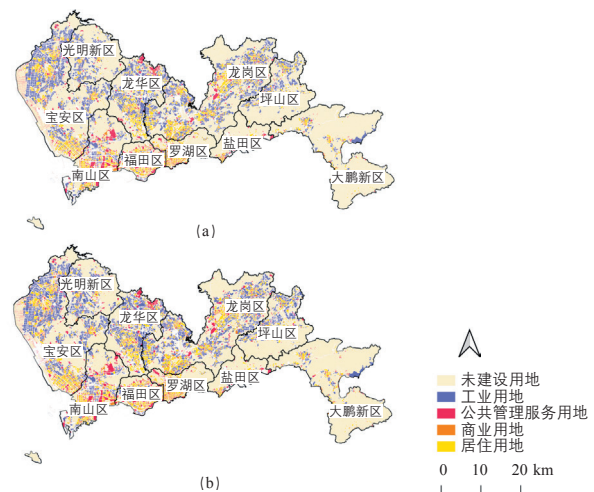 光明新区
龙华区
龙岗区
坪山区
宝安区
盐田区
罗湖区
福田区
南山区
大鹏新区
(a)
光明新区
龙华区
龙岗区
坪山区
宝安区
盐田区
罗湖区
福田区
南山区
大鹏新区
(b)
未建设用地
工业用地
公共管理服务用地
商业用地
居住用地
0 10 20 km